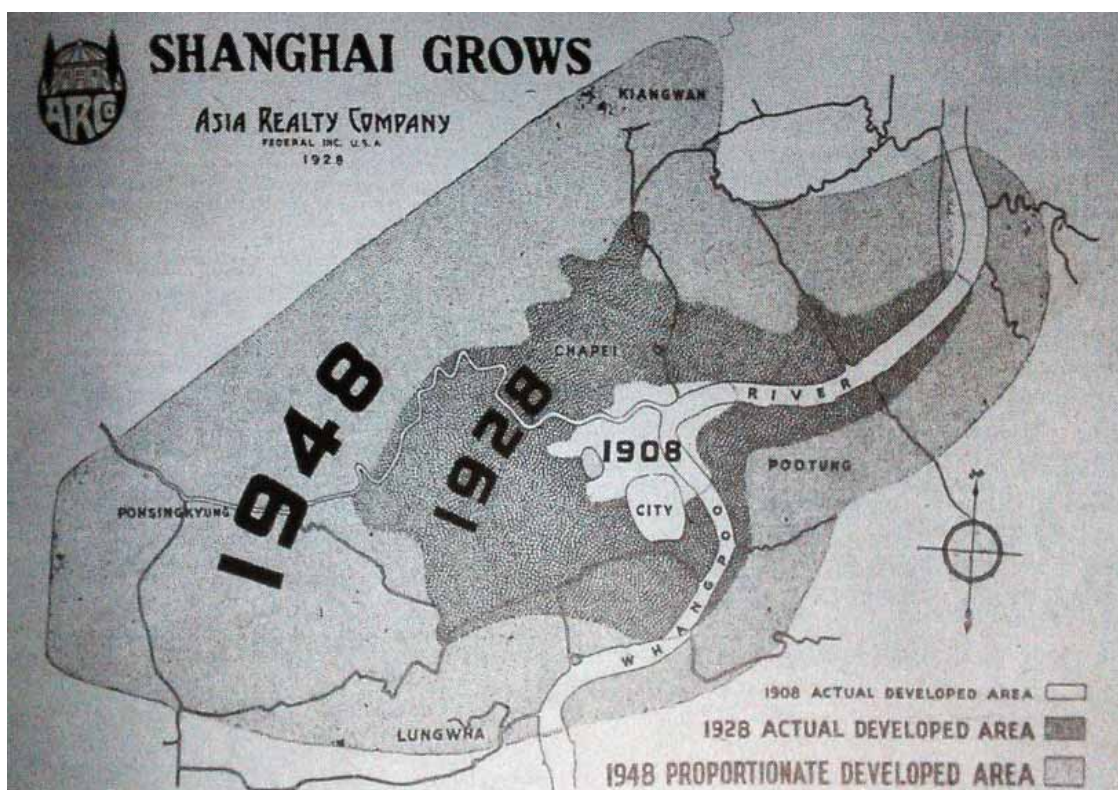 SHANGHAI GROWS
ARCO
ASIA REALTY COMPANY
FEDERAL INC. U.S.A.
1928
KIANGWAN
1948
1928
CHAPEI
RIVER
1908
POOTUNG
CITY
WHANGPOO
LUNGWHA
1908 ACTUAL DEVELOPED AREA
1928 ACTUAL DEVELOPED AREA
1948 PROPORTIONATE DEVELOPED AREA